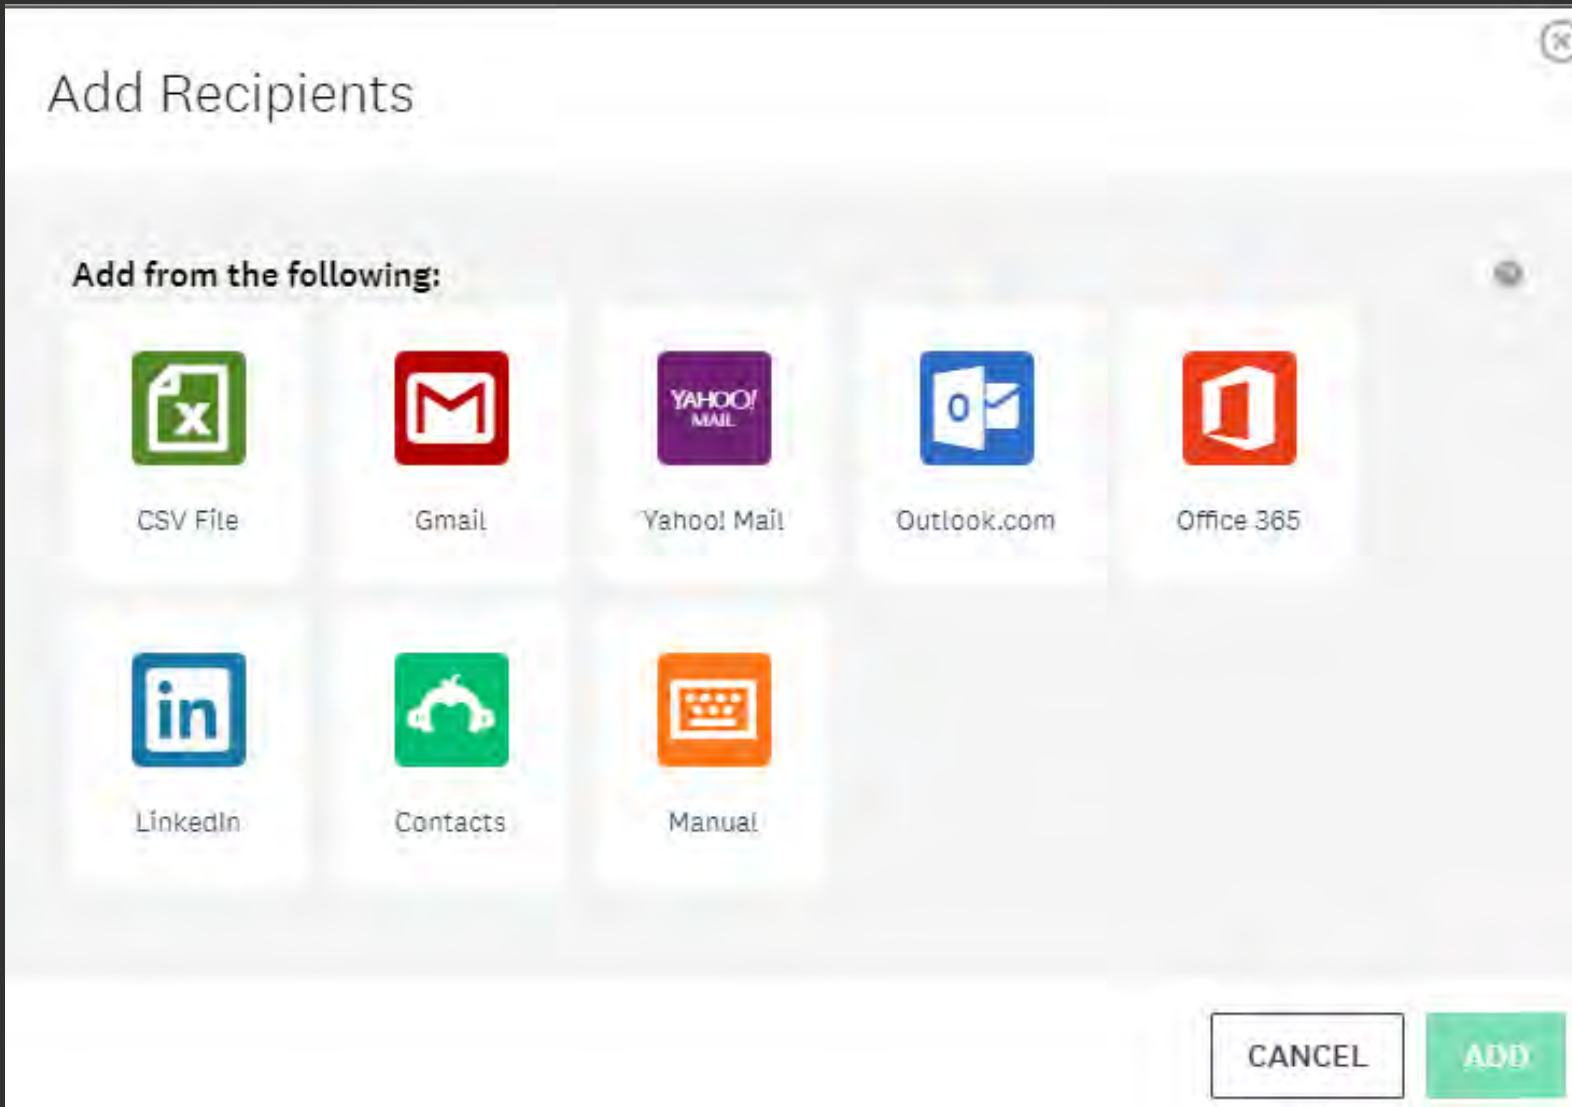 Add Recipients
Add from the following:
YAHOO!
MAIL
CSV File
Gmail
Yahoo! Mail
Outlook.com
Office 365
in
LinkedIn
Contacts
Manual
CANCEL
ADD